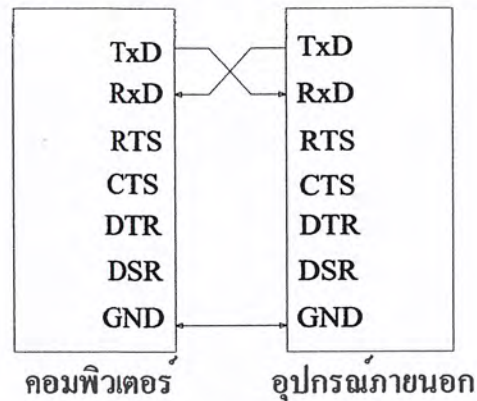 TxD TxD
RxD RxD
RTS RTS
CTS CTS
DTR DTR
DSR DSR
GND GND
คอมพิวเตอร์ อุปกรณ์ภายนอก